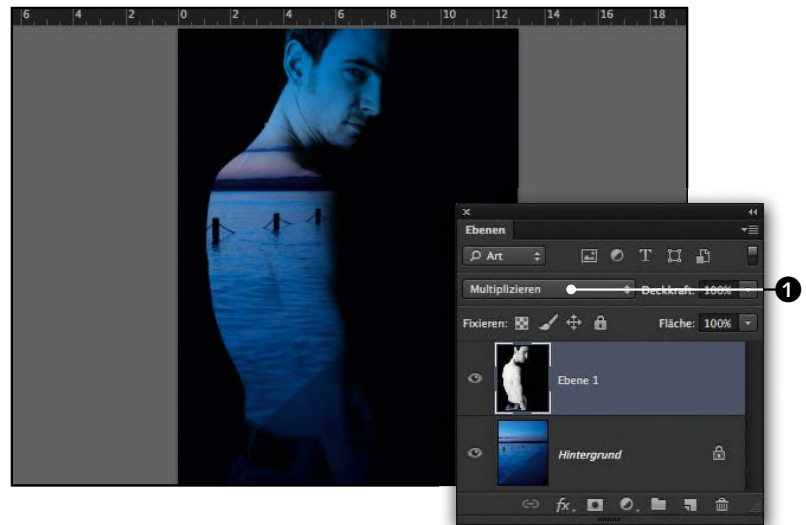 6 4 2 0 2 4 6 8 10 12 14 16 18
Ebenen
Art
Multiplizieren Deckkraft: 100% 1
Fixieren: Fläche: 100%
Ebene 1
Hintergrund
fx.